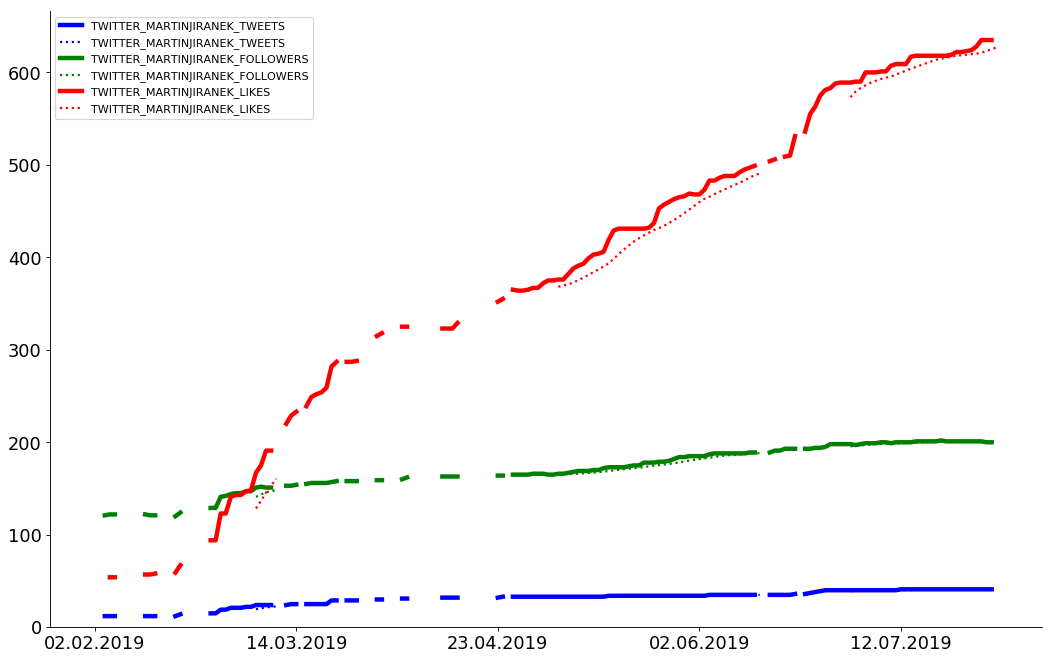 TWITTER_MARTINJIRANEK_TWEETS
TWITTER_MARTINJIRANEK_TWEETS
TWITTER_MARTINJIRANEK_FOLLOWERS
TWITTER_MARTINJIRANEK_FOLLOWERS
TWITTER_MARTINJIRANEK_LIKES
TWITTER_MARTINJIRANEK_LIKES
600
500
400
300
200
100
0
02.02.2019 14.03.2019 23.04.2019 02.06.2019 12.07.2019